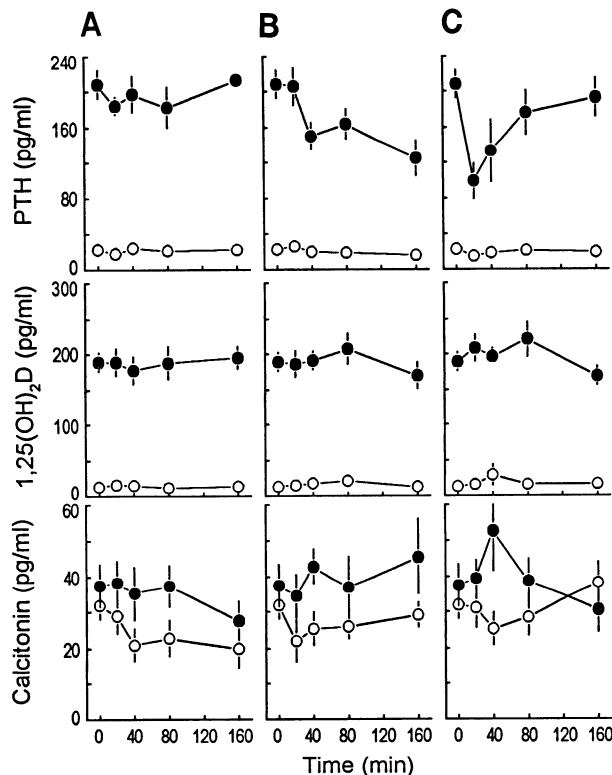 A B C
240
160
80
0
PTH (pg/ml)
300
200
100
0
1,25(OH)₂D (pg/ml)
60
40
20
0
Calcitonin (pg/ml)
0 40 80 120 160 0 40 80 120 160 0 40 80 120 160
Time (min)